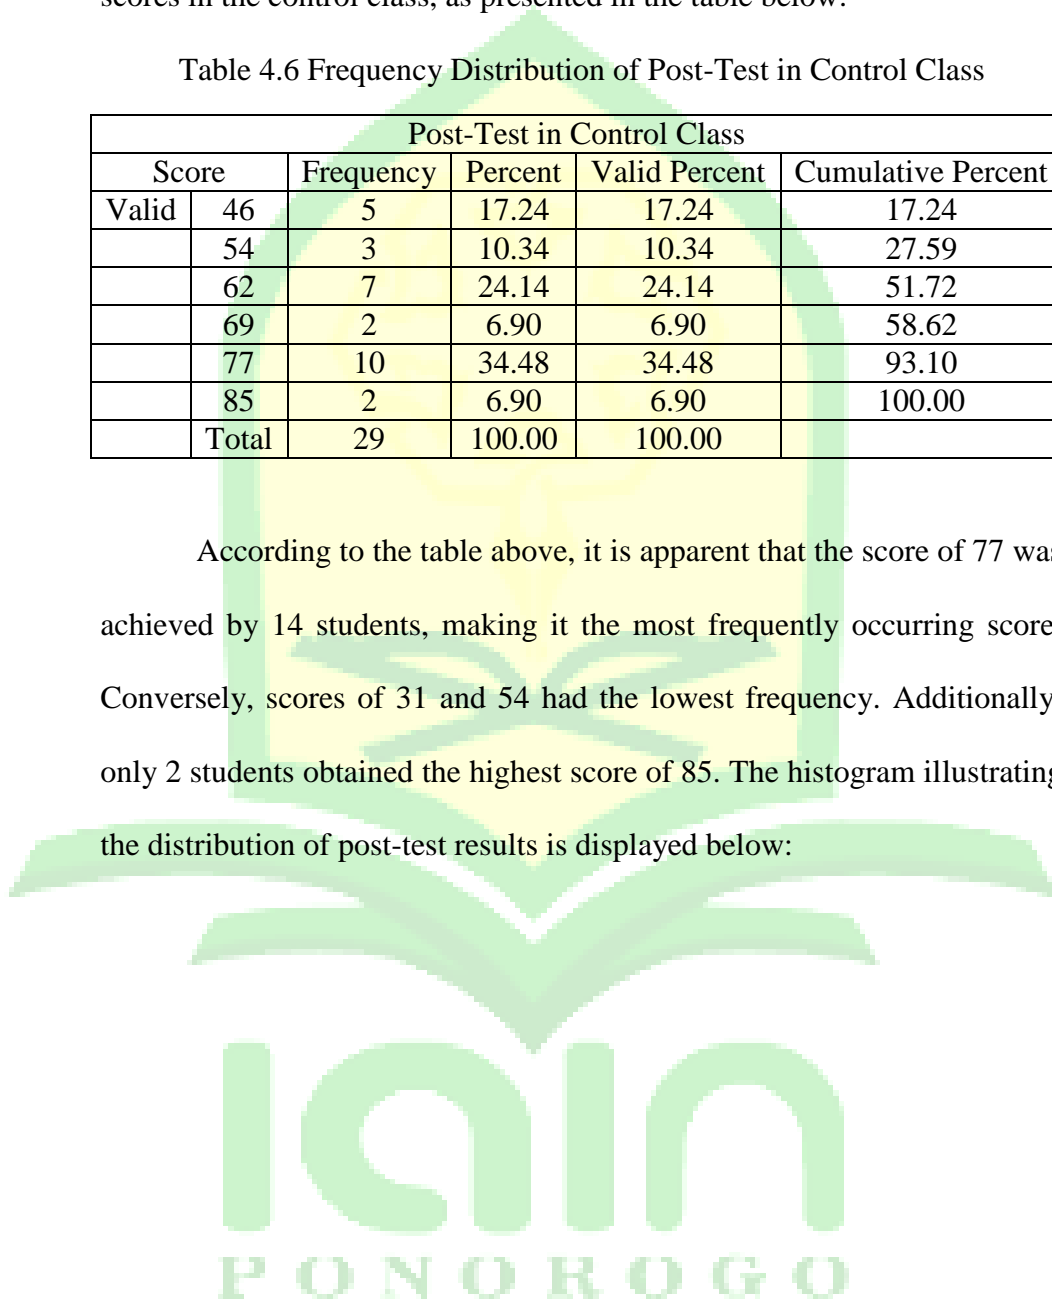 scores in the control class, as presented in the table below:
Table 4.6 Frequency Distribution of Post-Test in Control Class
Post-Test in Control Class
Score Frequency Percent Valid Percent Cumulative Percent
Valid 46 5 17.24 17.24 17.24
54 3 10.34 10.34 27.59
62 7 24.14 24.14 51.72
69 2 6.90 6.90 58.62
77 10 34.48 34.48 93.10
85 2 6.90 6.90 100.00
Total 29 100.00 100.00
According to the table above, it is apparent that the score of 77 was
achieved by 14 students, making it the most frequently occurring score
Conversely, scores of 31 and 54 had the lowest frequency. Additionally,
only 2 students obtained the highest score of 85. The histogram illustrating
the distribution of post-test results is displayed below:
iain
PONOROGO